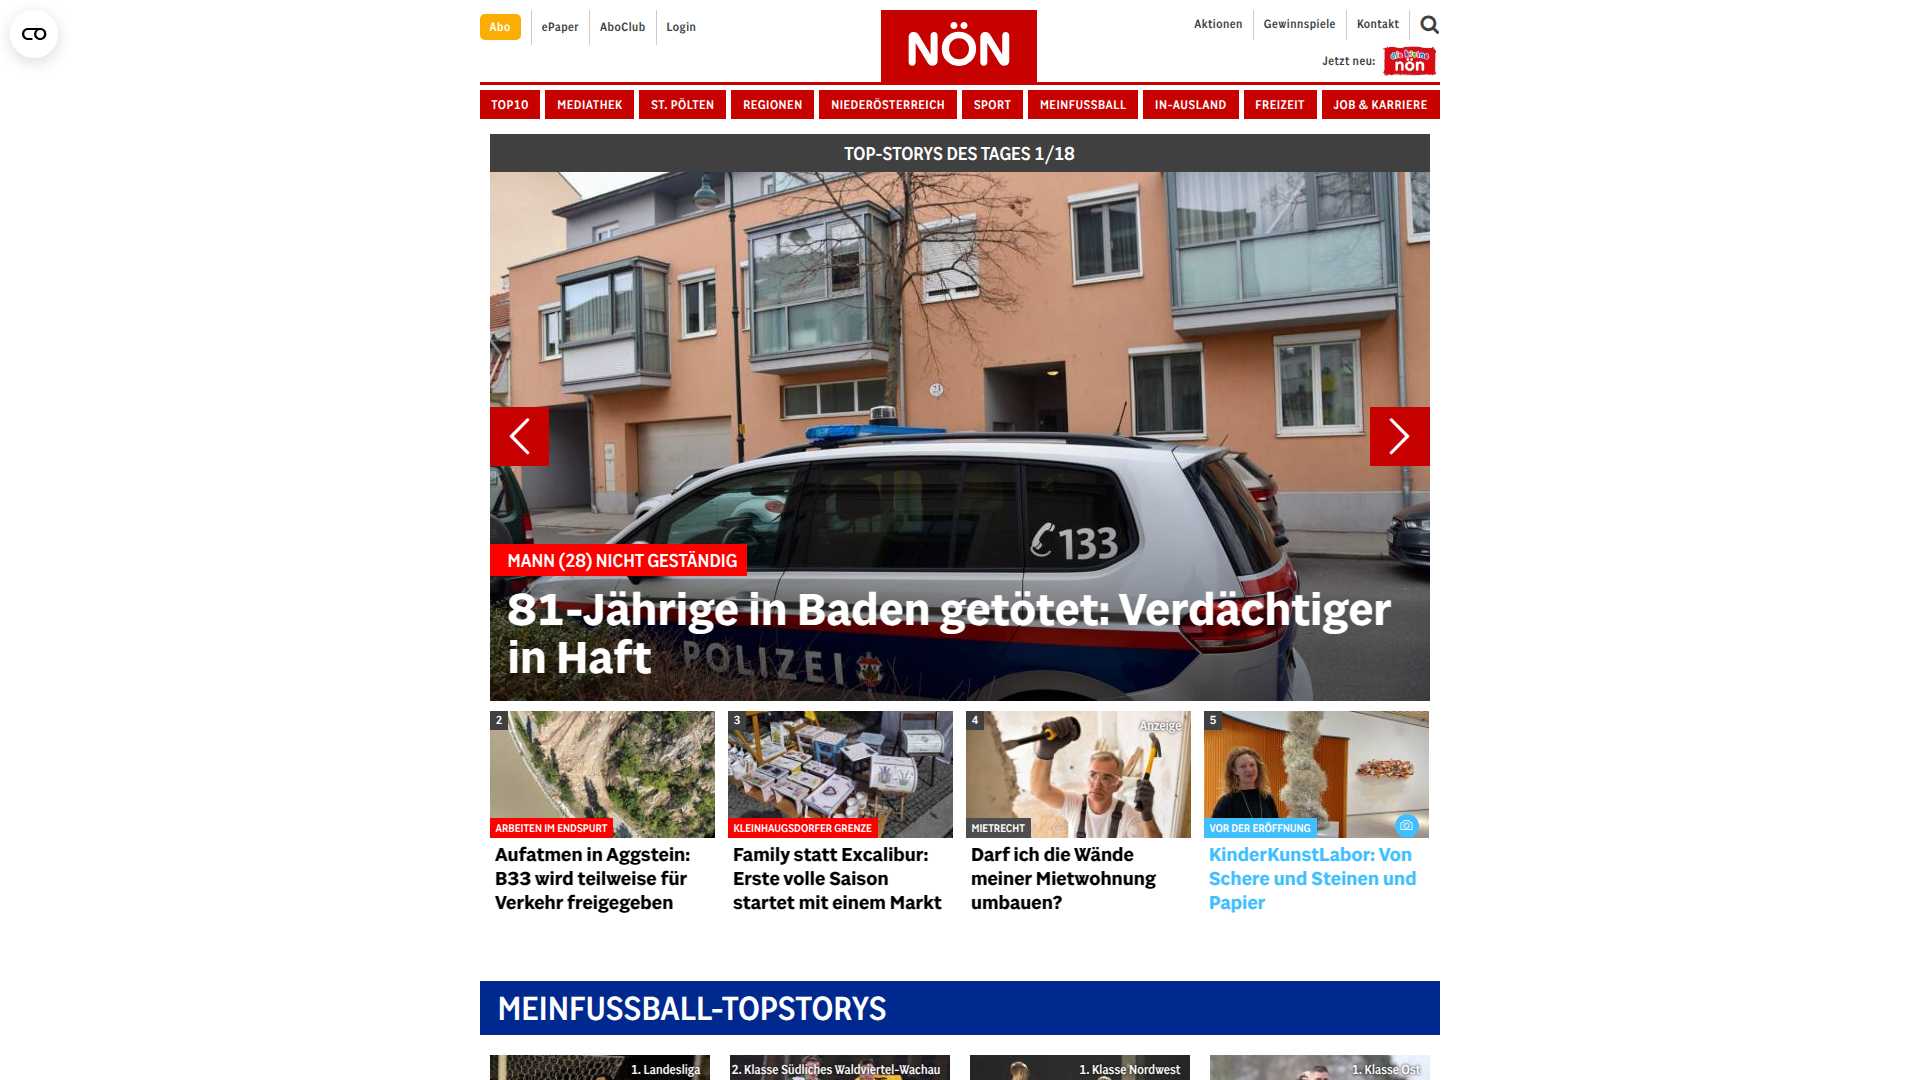 Abo
ePaper
AboClub
Login
NÖN
Aktionen
Gewinnspiele
Kontakt
Jetzt neu:
die kleine
nön
TOP10
MEDIATHEK
ST. PÖLTEN
REGIONEN
NIEDERÖSTERREICH
SPORT
MEINFUSSBALL
IN-AUSLAND
FREIZEIT
JOB & KARRIERE
TOP-STORYS DES TAGES 1/18
21
133
MANN (28) NICHT GESTÄNDIG
81-Jährige in Baden getötet: Verdächtiger
in Haft
POLIZEI
2
ARBEITEN IM ENDSPURT
Aufatmen in Aggstein:
B33 wird teilweise für
Verkehr freigegeben
3
KLEINHAUGSDORFER GRENZE
Family statt Excalibur:
Erste volle Saison
startet mit einem Markt
4
Anzeige
MIETRECHT
Darf ich die Wände
meiner Mietwohnung
umbauen?
5
VOR DER ERÖFFNUNG
KinderKunstLabor: Von
Schere und Steinen und
Papier
MEINFUSSBALL-TOPSTORYS
1. Landesliga
2. Klasse Südliches Waldviertel-Wachau
1. Klasse Nordwest
1. Klasse Ost